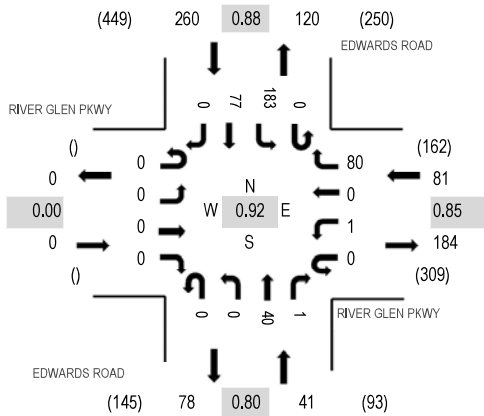 (449) 260 0.88 120 (250)
EDWARDS ROAD
RIVER GLEN PKWY
0 77 183 0
() 0 80 (162)
0 0 0 81
0.00 0 W N 0.92 E S 1 0.85
0 0 0 184
() (309)
0 0 40 1
RIVER GLEN PKWY
EDWARDS ROAD
(145) 78 0.80 41 (93)